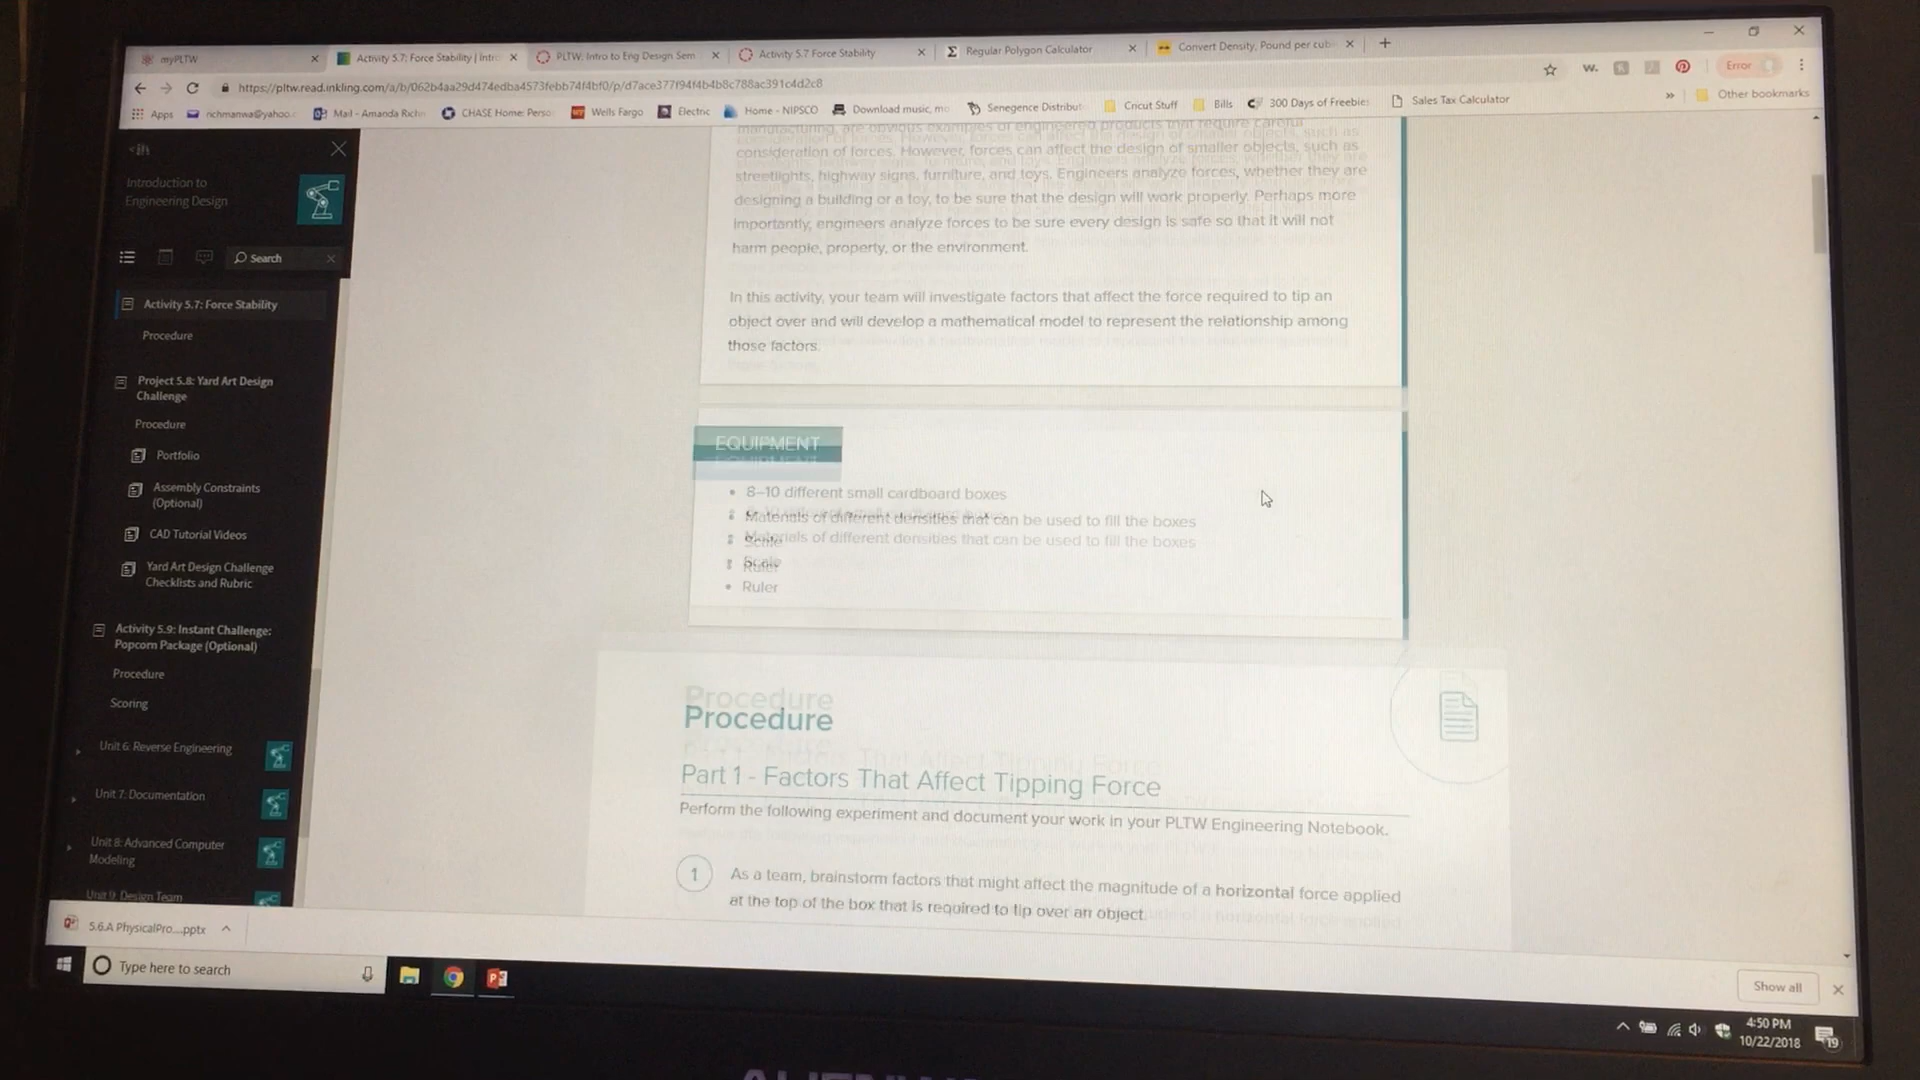 myPLTW
Activity 5.7: Force Stability | Intro
PLTW: Intro to Eng Design Sem
Activity 5.7 Force Stability
Regular Polygon Calculator
Convert Density, Pound per cub
Error
Apps
Mail - Amanda Richm
CHASE Home: Perso
Wells Fargo
Electric
Home - NIPSCO
Download music, mo
Senegence Distribut
Cricut Stuff
Bills
300 Days of Freebies
Sales Tax Calculator
»
Other bookmarks
Introduction to
Engineering Design
Search
Activity 5.7: Force Stability
Procedure
Project 5.8: Yard Art Design
Challenge
Procedure
Portfolio
Assembly Constraints
(Optional)
CAD Tutorial Videos
Yard Art Design Challenge
Checklists and Rubric
Activity 5.9: Instant Challenge:
Popcorn Package (Optional)
Procedure
Scoring
Unit 6: Reverse Engineering
Unit 7: Documentation
Unit 8: Advanced Computer
Modeling
Unit 9: Design Team
manufacturing, are obvious examples of engineered products that require careful
consideration of forces. However, forces can affect the design of smaller objects, such as
streetlights, highway signs, furniture, and toys. Engineers analyze forces, whether they are
designing a building or a toy, to be sure that the design will work properly. Perhaps more
importantly, engineers analyze forces to be sure every design is safe so that it will not
harm people, property, or the environment.
In this activity, your team will investigate factors that affect the force required to tip an
object over and will develop a mathematical model to represent the relationship among
those factors.
EQUIPMENT
• 8–10 different small cardboard boxes
• Materials of different densities that can be used to fill the boxes
• Scale
• Ruler
Procedure
Part 1 - Factors That Affect Tipping Force
Perform the following experiment and document your work in your PLTW Engineering Notebook.
1 As a team, brainstorm factors that might affect the magnitude of a horizontal force applied
at the top of the box that is required to tip over an object.
5.6.A PhysicalPro....pptx
Show all
Type here to search
4:50 PM
10/22/2018
19